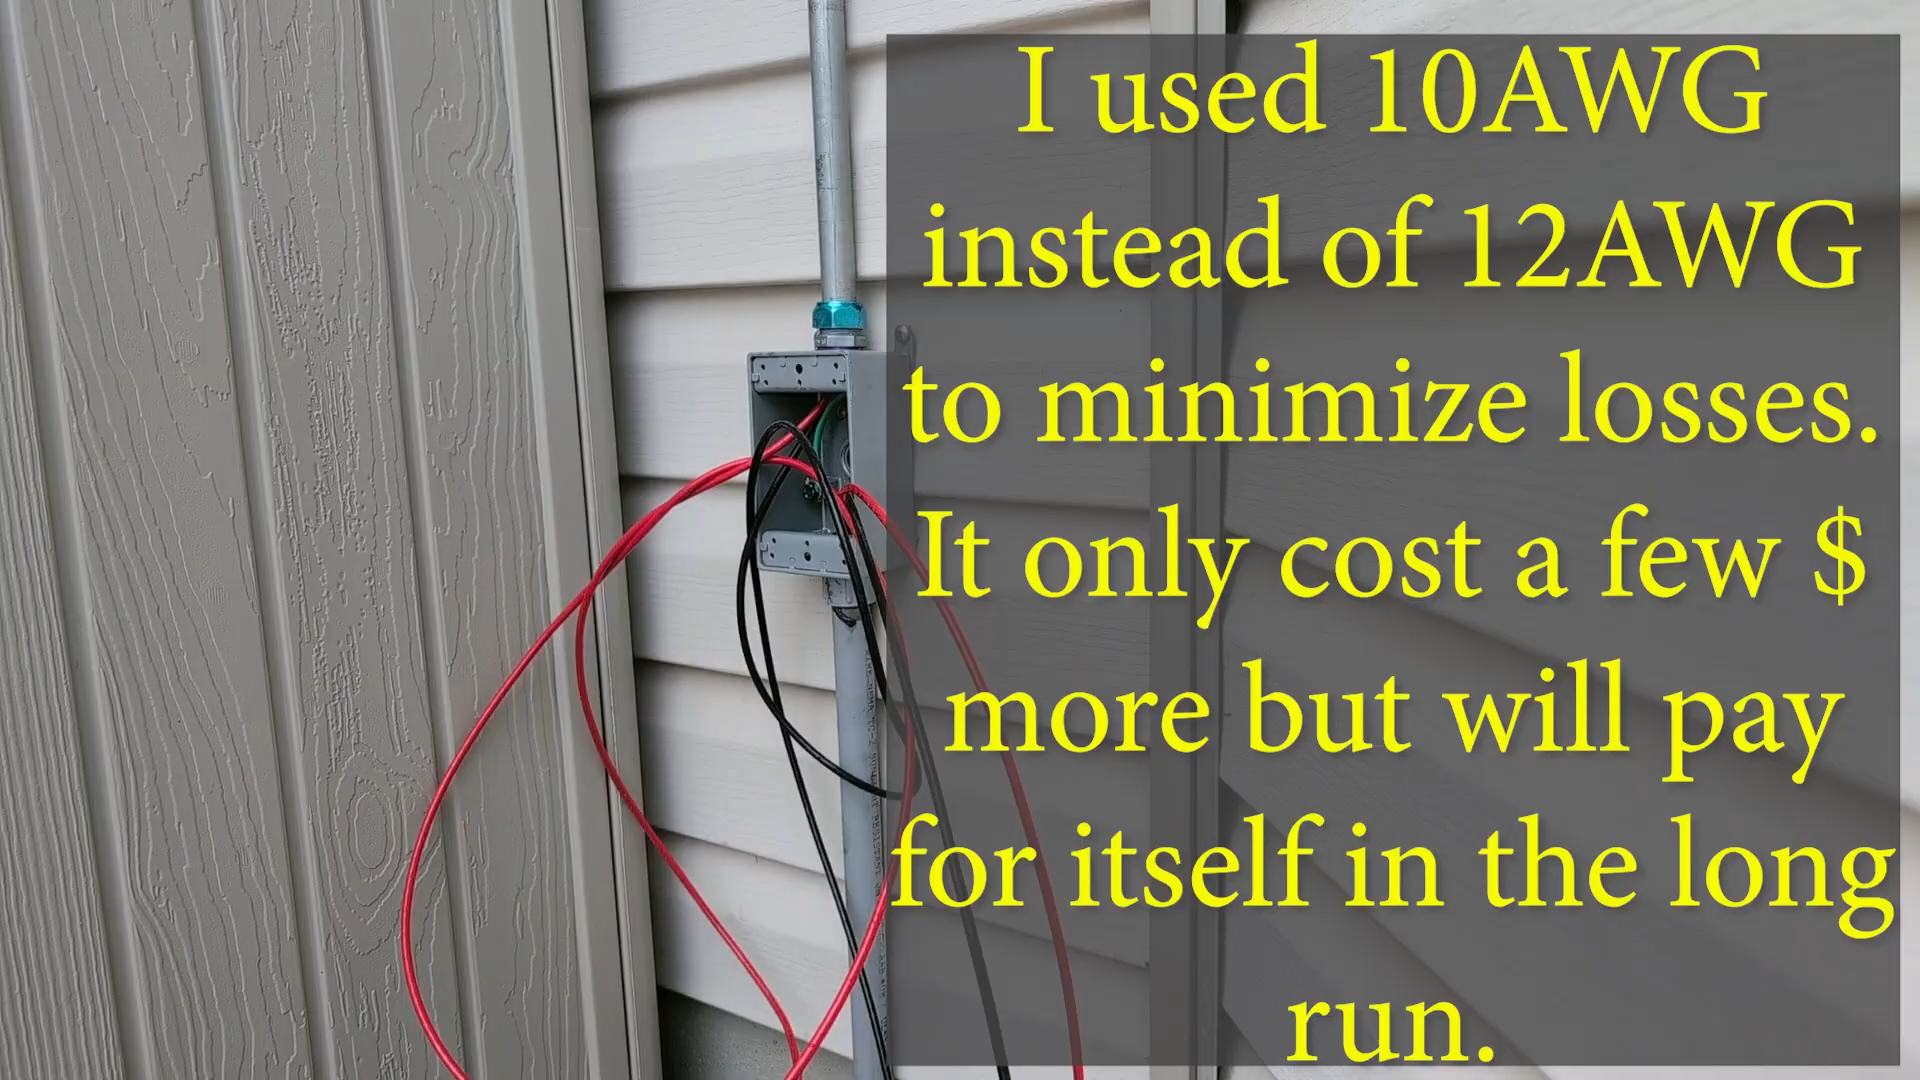 I used 10AWG
instead of 12AWG
to minimize losses.
It only cost a few $
more but will pay
for itself in the long
run.